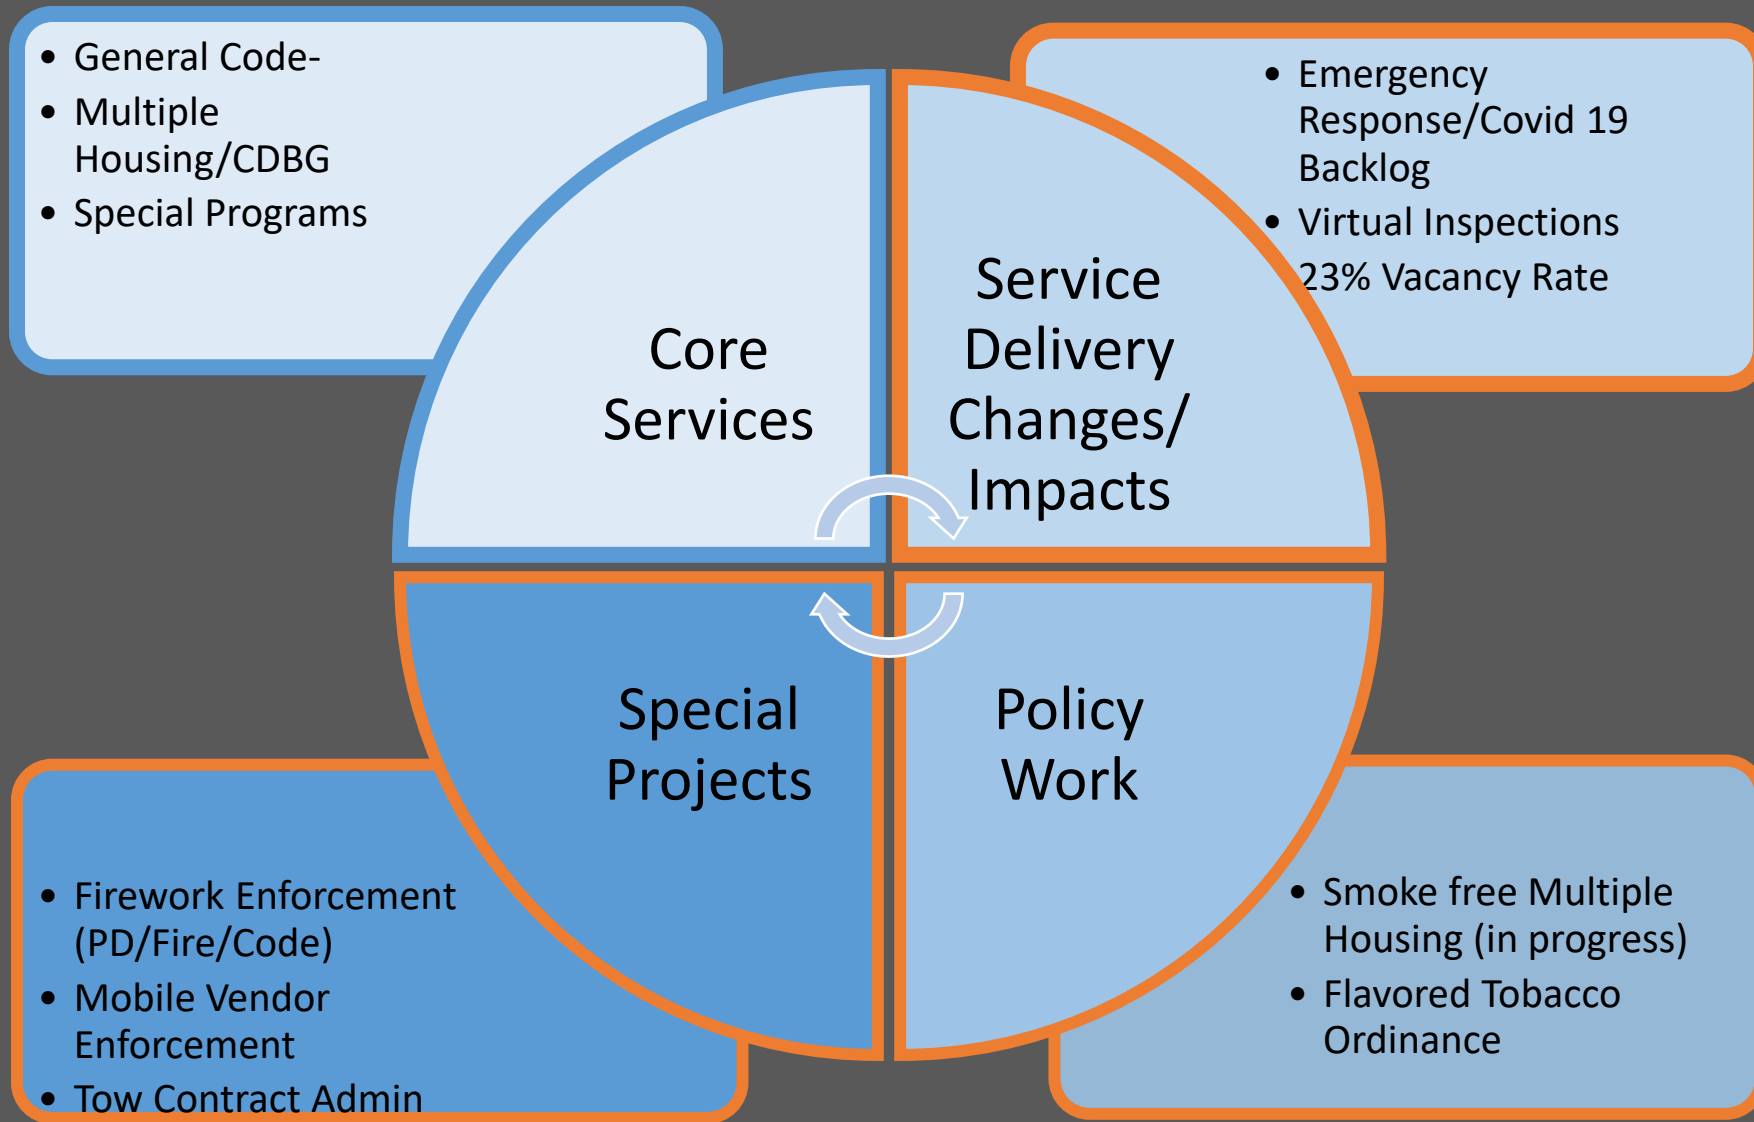 • General Code-
• Multiple
Housing/CDBG
• Special Programs
• Emergency
Response/Covid 19
Backlog
• Virtual Inspections
23% Vacancy Rate
Core
Services
Service
Delivery
Changes/
Impacts
Special
Projects
Policy
Work
• Firework Enforcement
(PD/Fire/Code)
• Mobile Vendor
Enforcement
• Tow Contract Admin
• Smoke free Multiple
Housing (in progress)
• Flavored Tobacco
Ordinance